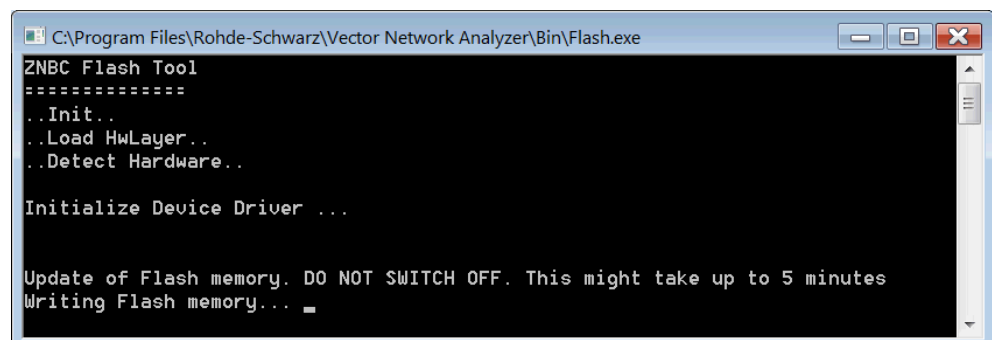 C:\Program Files\Rohde-Schwarz\Vector Network Analyzer\Bin\Flash.exe
ZNBC Flash Tool
==============
..Init..
..Load HwLayer..
..Detect Hardware..
Initialize Device Driver ...
Update of Flash memory. DO NOT SWITCH OFF. This might take up to 5 minutes
Writing Flash memory... _